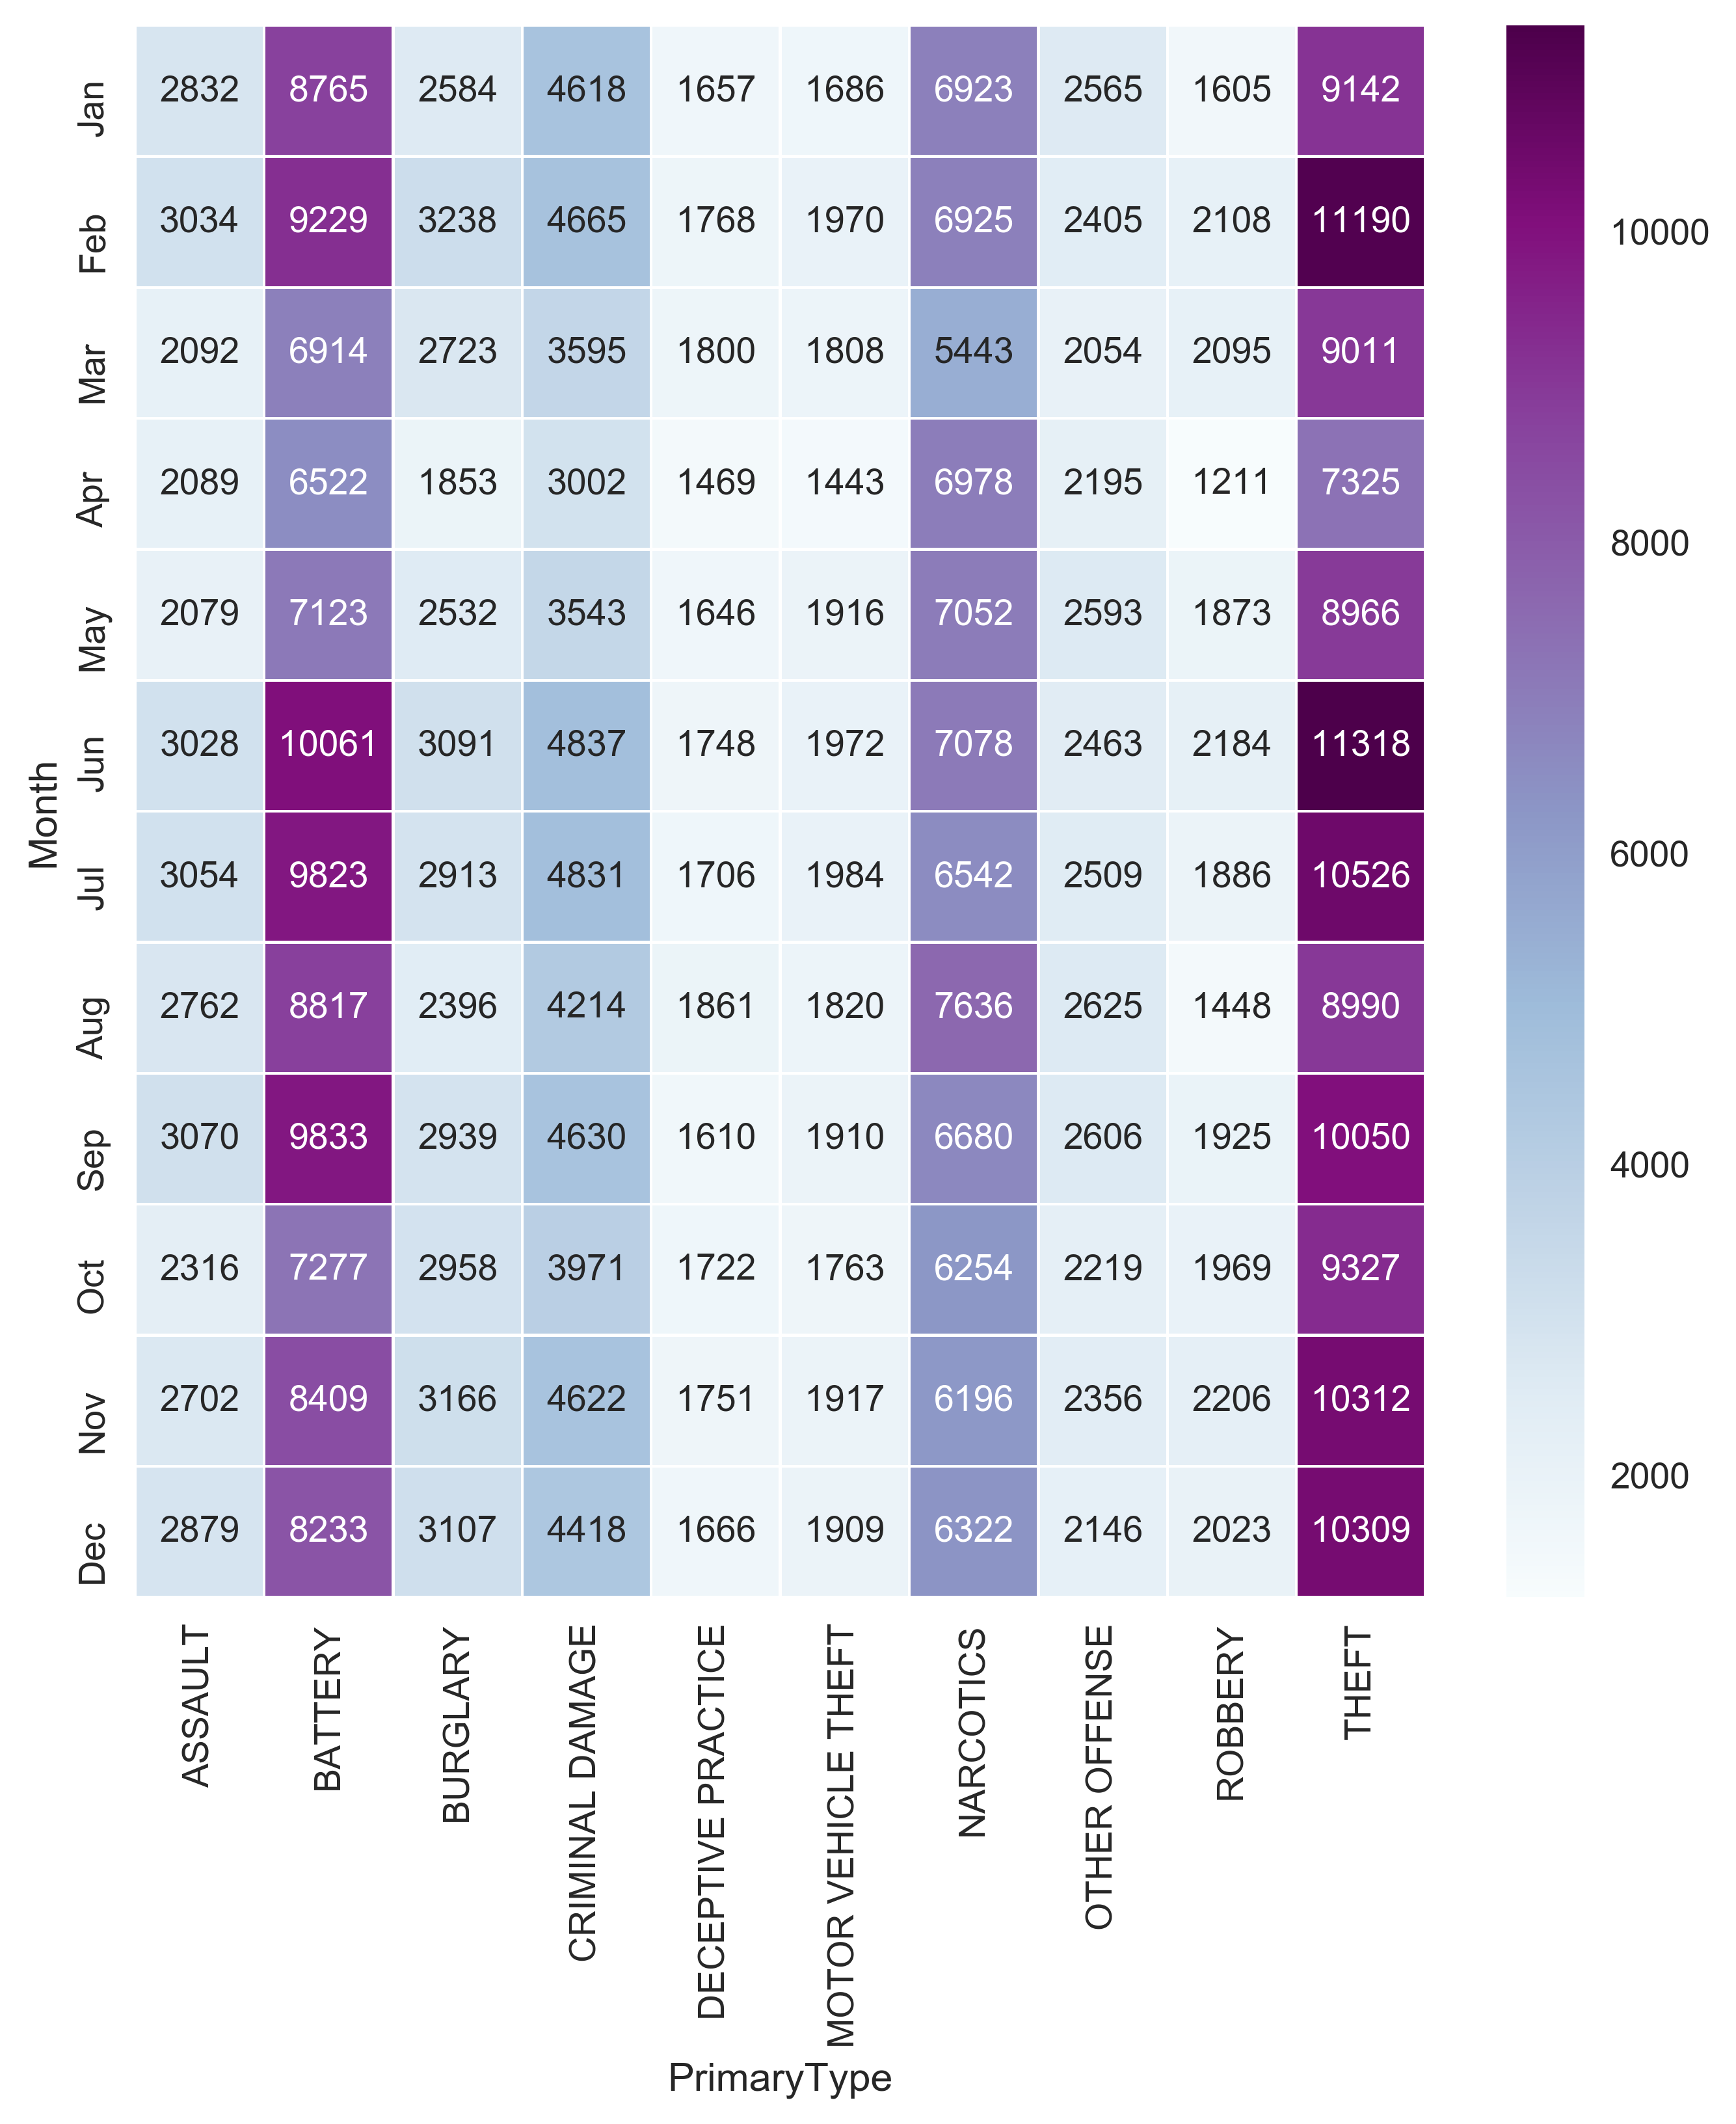 Month
Jan 2832 8765 2584 4618 1657 1686 6923 2565 1605 9142
Feb 3034 9229 3238 4665 1768 1970 6925 2405 2108 11190
Mar 2092 6914 2723 3595 1800 1808 5443 2054 2095 9011
Apr 2089 6522 1853 3002 1469 1443 6978 2195 1211 7325
May 2079 7123 2532 3543 1646 1916 7052 2593 1873 8966
Jun 3028 10061 3091 4837 1748 1972 7078 2463 2184 11318
Jul 3054 9823 2913 4831 1706 1984 6542 2509 1886 10526
Aug 2762 8817 2396 4214 1861 1820 7636 2625 1448 8990
Sep 3070 9833 2939 4630 1610 1910 6680 2606 1925 10050
Oct 2316 7277 2958 3971 1722 1763 6254 2219 1969 9327
Nov 2702 8409 3166 4622 1751 1917 6196 2356 2206 10312
Dec 2879 8233 3107 4418 1666 1909 6322 2146 2023 10309
ASSAULT
BATTERY
BURGLARY
CRIMINAL DAMAGE
DECEPTIVE PRACTICE
MOTOR VEHICLE THEFT
NARCOTICS
OTHER OFFENSE
ROBBERY
THEFT
PrimaryType
10000
8000
6000
4000
2000